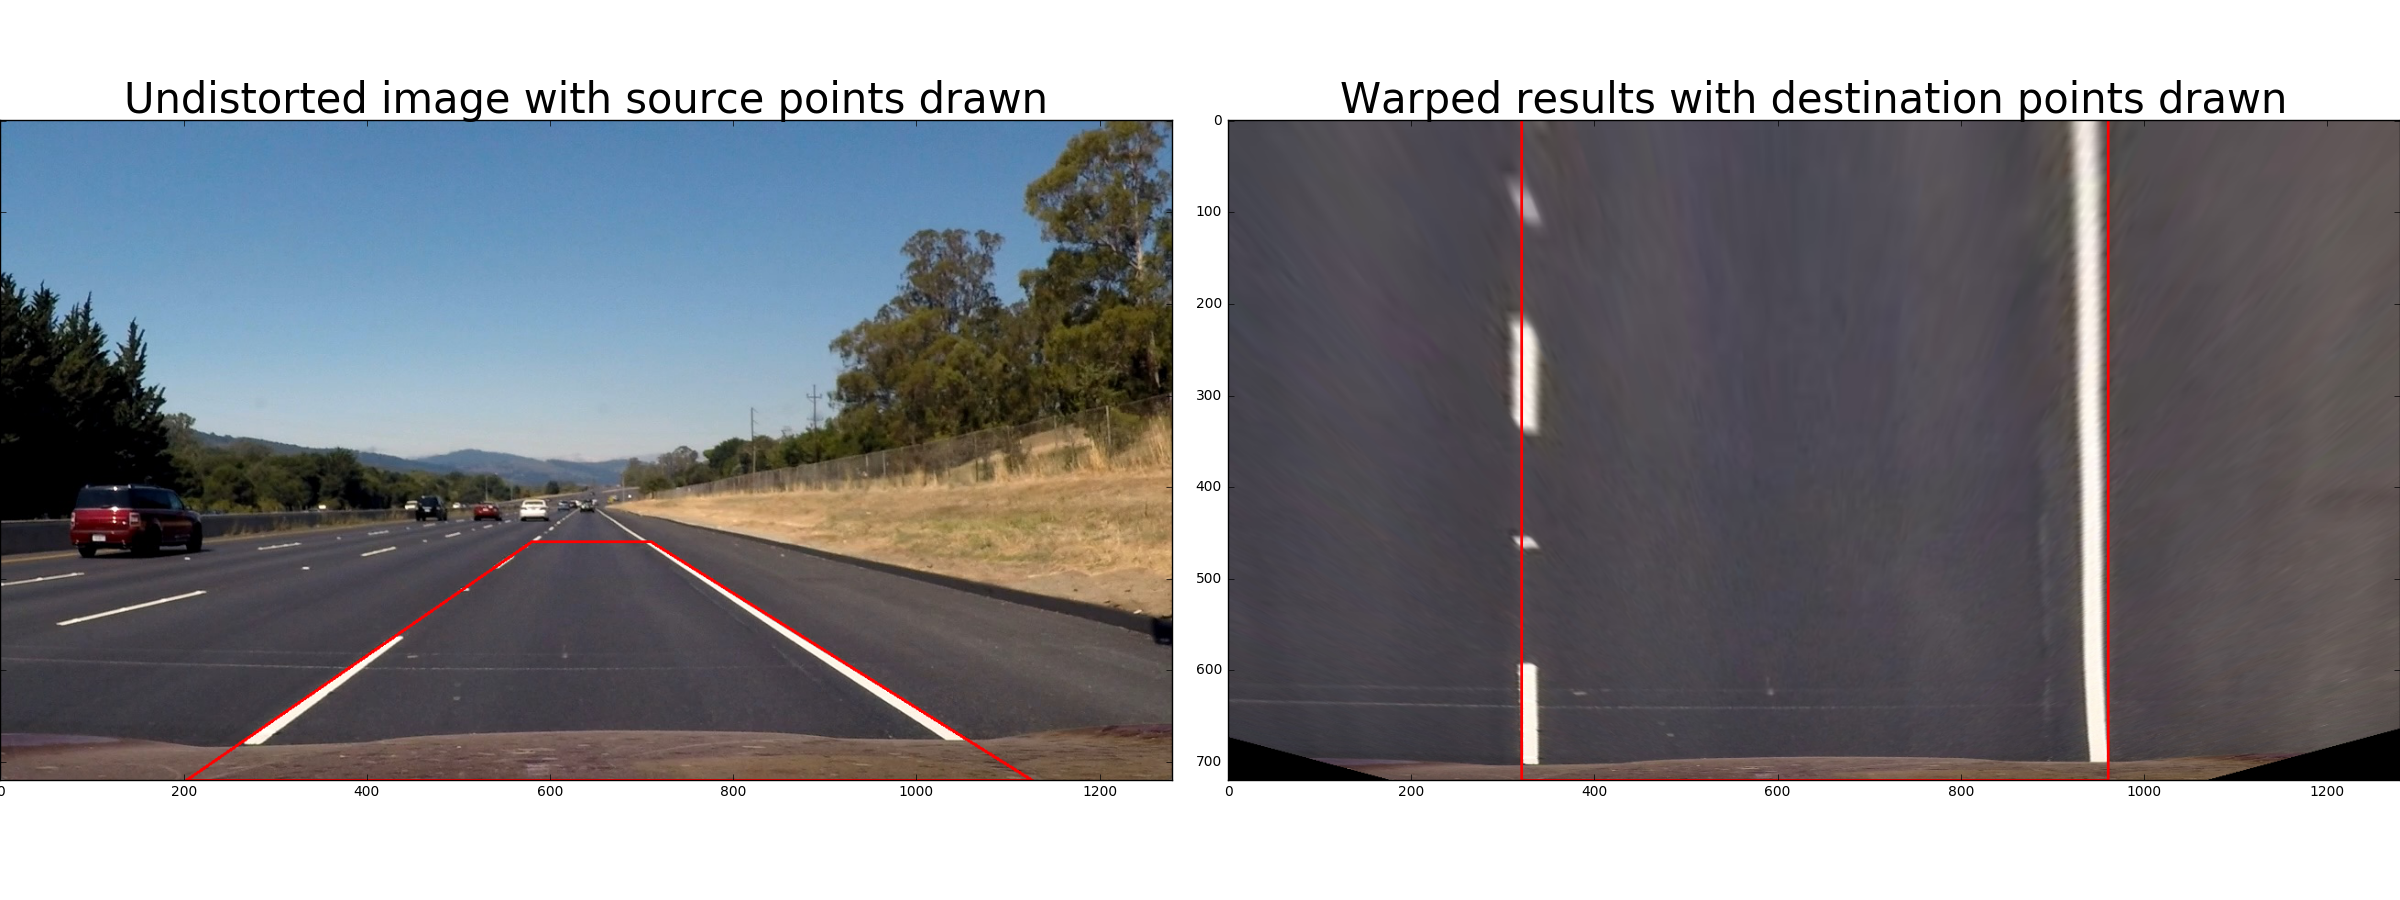 Undistorted image with source points drawn
0 200 400 600 800 1000 1200
Warped results with destination points drawn
0
100
200
300
400
500
600
700
0 200 400 600 800 1000 1200